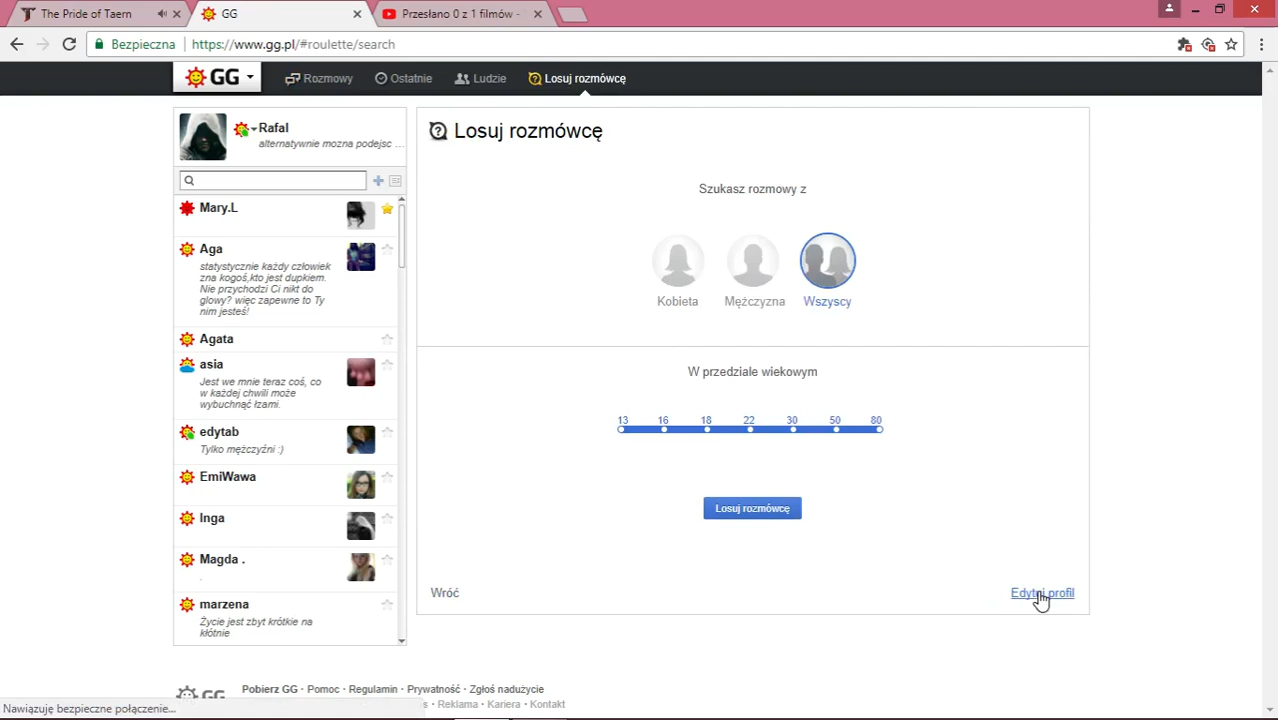 The Pride of Taern
GG
Przesłano 0 z 1 filmów -
Bezpieczna
https://www.gg.pl/#roulette/search
GG
Rozmowy
Ostatnie
Ludzie
Losuj rozmówcę
Rafal
alternatywnie mozna podejsc ...
Losuj rozmówcę
Szukasz rozmowy z
Kobieta
Mężczyzna
Wszyscy
W przedziale wiekowym
13 16 18 22 30 50 80
Losuj rozmówcę
Wróć
Edytuj profil
Mary.L
Aga
statystycznie każdy człowiek
zna kogoś,kto jest dupkiem.
Nie przychodzi Ci nikt do
glowy? więc zapewne to Ty
nim jesteś!
Agata
asia
Jest we mnie teraz coś, co
w każdej chwili może
wybuchnąć łzami.
edytab
Tylko mężczyźni :)
EmiWawa
Inga
Magda .
.
marzena
Życie jest zbyt krótkie na
kłótnie
GG
Pobierz GG · Pomoc · Regulamin · Prywatność · Zgłoś nadużycie
· Reklama · Kariera · Kontakt
Nawiązuję bezpieczne połączenie...